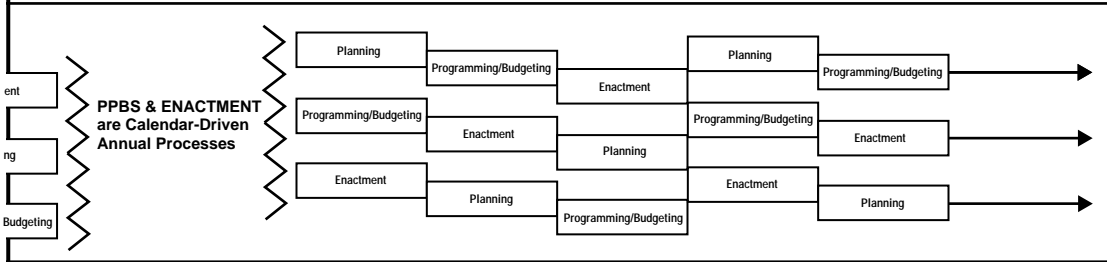 ent
ng
Budgeting
PPBS & ENACTMENT
are Calendar-Driven
Annual Processes
Planning
Programming/Budgeting
Enactment
Planning
Programming/Budgeting
Programming/Budgeting
Enactment
Planning
Programming/Budgeting
Enactment
Enactment
Planning
Programming/Budgeting
Enactment
Planning